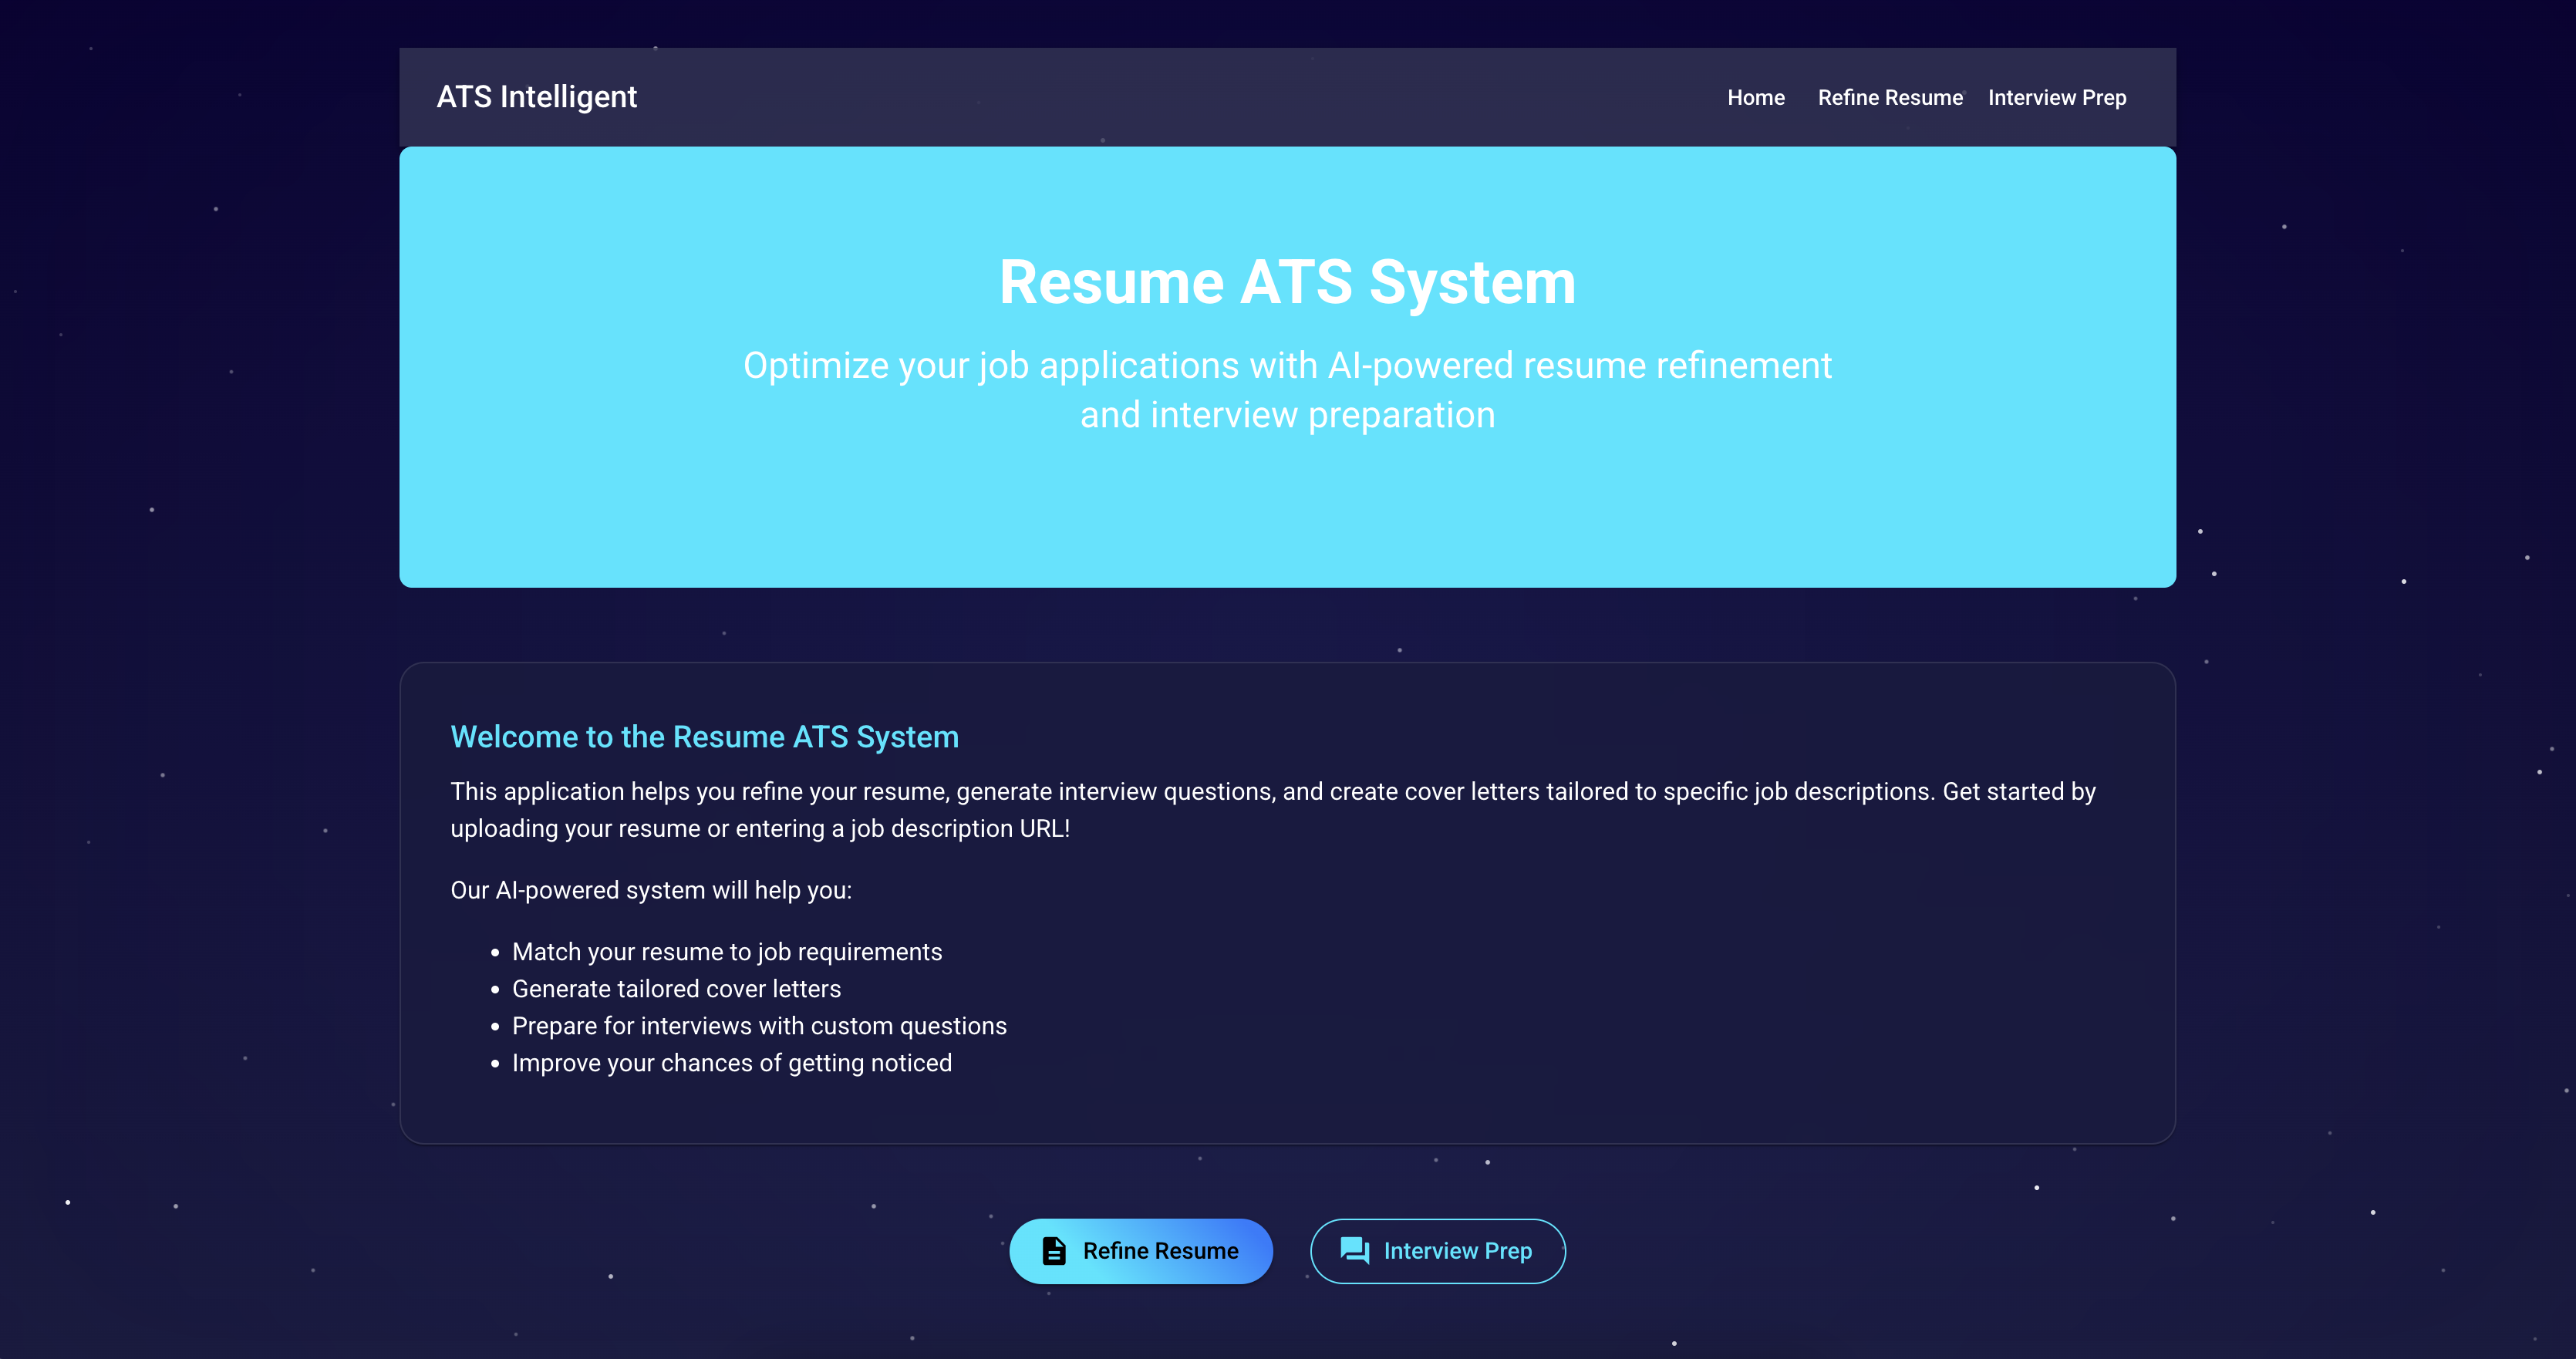 ATS Intelligent
Home
Refine Resume
Interview Prep
Resume ATS System
Optimize your job applications with AI-powered resume refinement
and interview preparation
Welcome to the Resume ATS System
This application helps you refine your resume, generate interview questions, and create cover letters tailored to specific job descriptions. Get started by
uploading your resume or entering a job description URL!
Our AI-powered system will help you:
• Match your resume to job requirements
• Generate tailored cover letters
• Prepare for interviews with custom questions
• Improve your chances of getting noticed
Refine Resume
Interview Prep